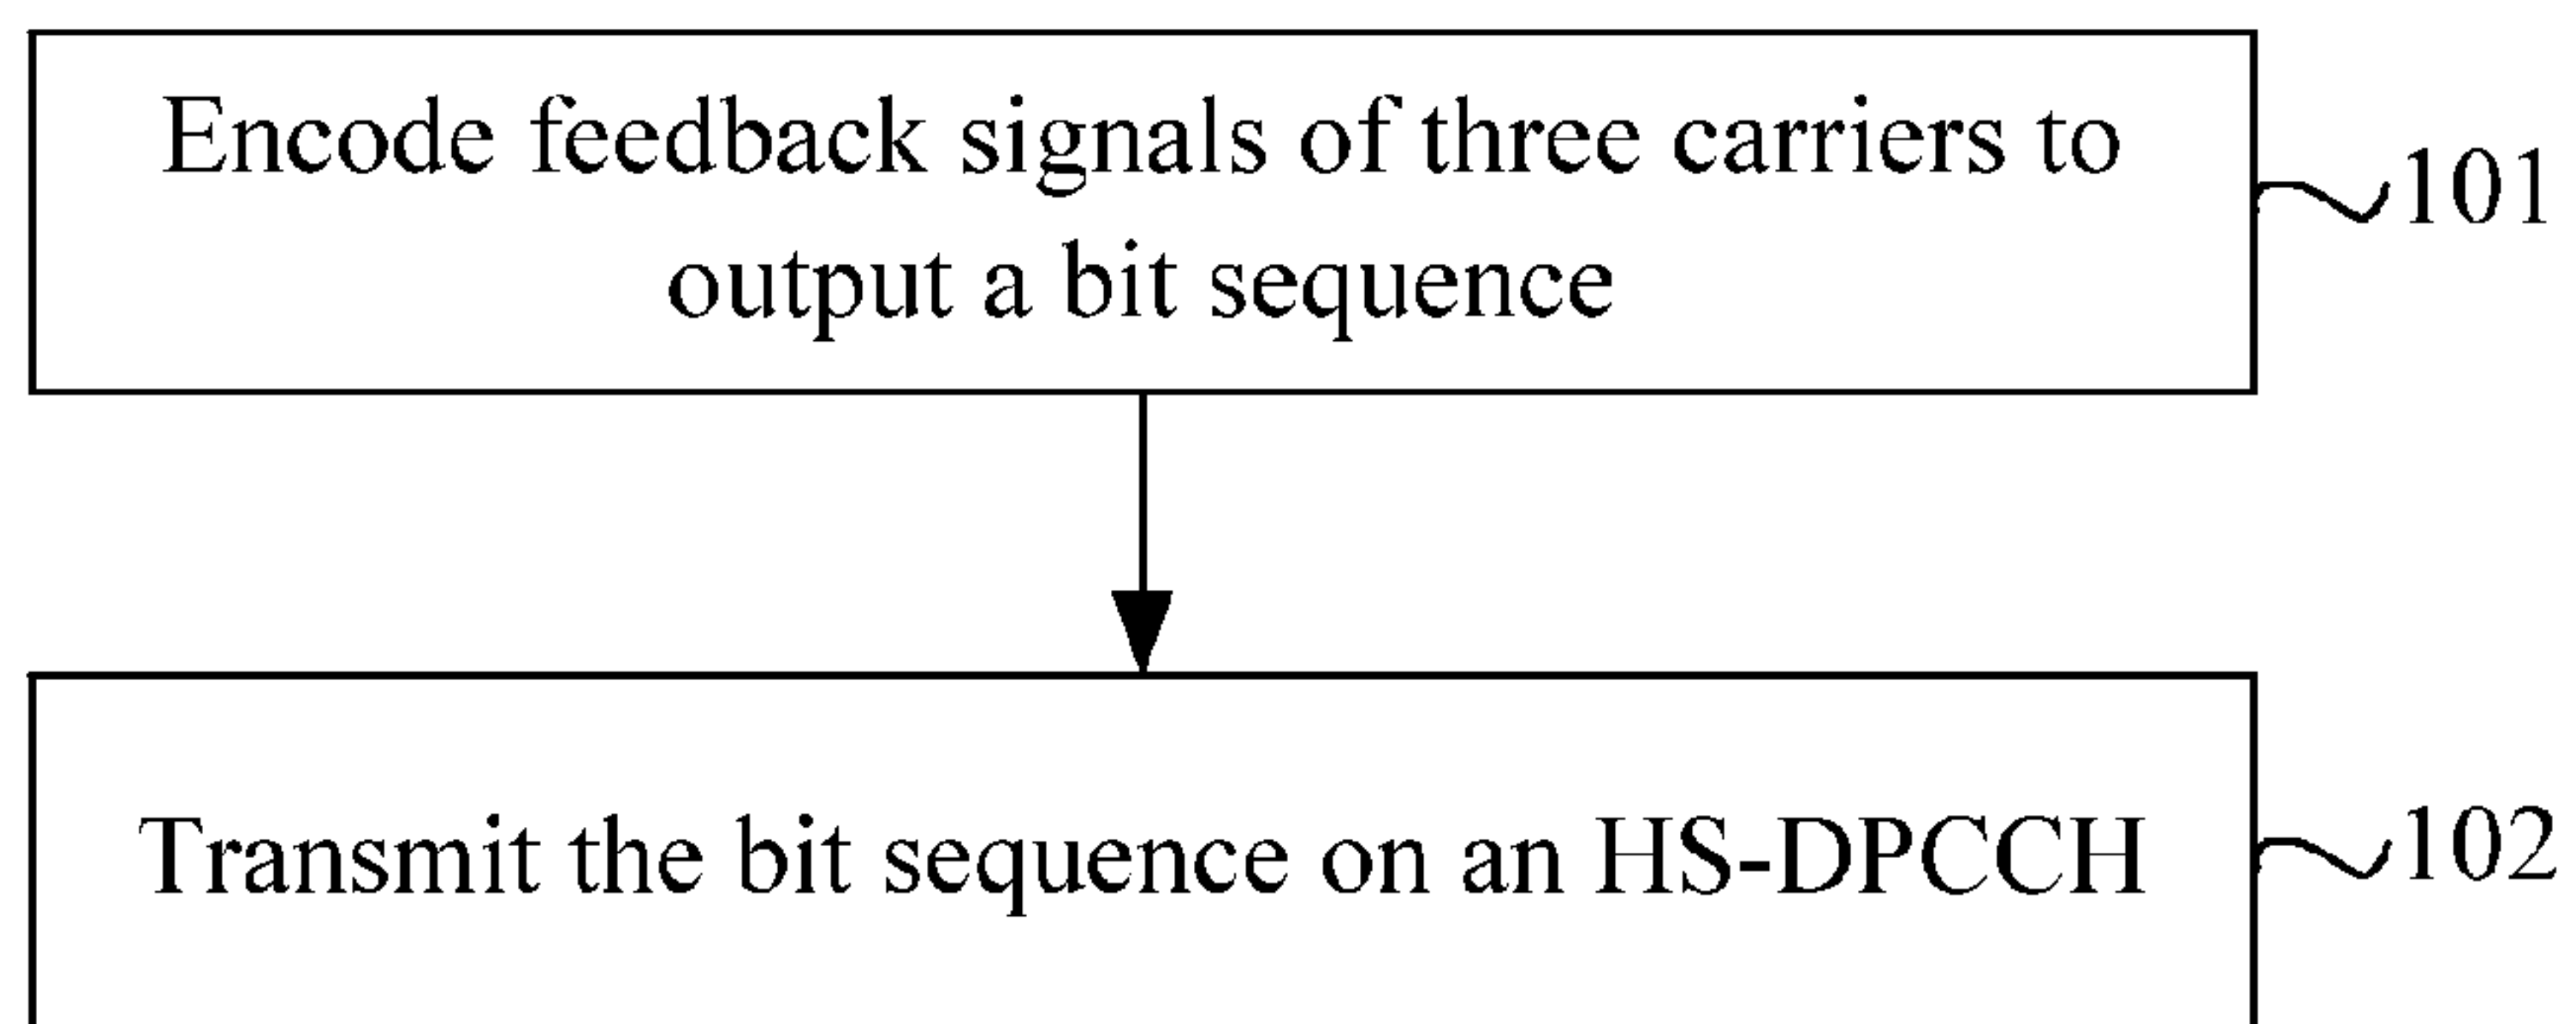 Encode feedback signals of three carriers to
output a bit sequence
101
Transmit the bit sequence on an HS-DPCCH
102